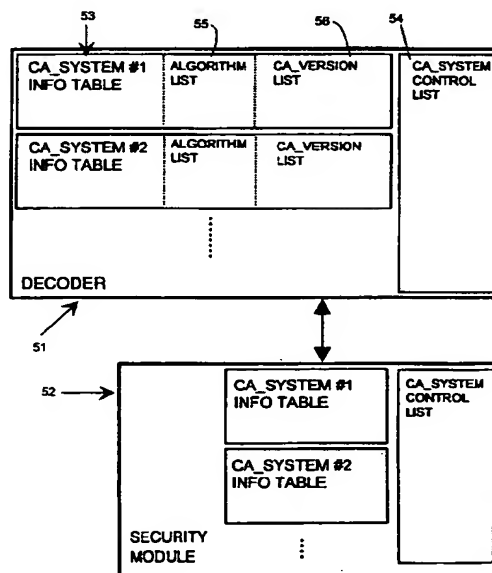 53
55
56
54
CA_SYSTEM #1
INFO TABLE
ALGORITHM
LIST
CA_VERSION
LIST
CA_SYSTEM
CONTROL
LIST
CA_SYSTEM #2
INFO TABLE
ALGORITHM
LIST
CA_VERSION
LIST
DECODER
51
52
CA_SYSTEM #1
INFO TABLE
CA_SYSTEM
CONTROL
LIST
CA_SYSTEM #2
INFO TABLE
SECURITY
MODULE